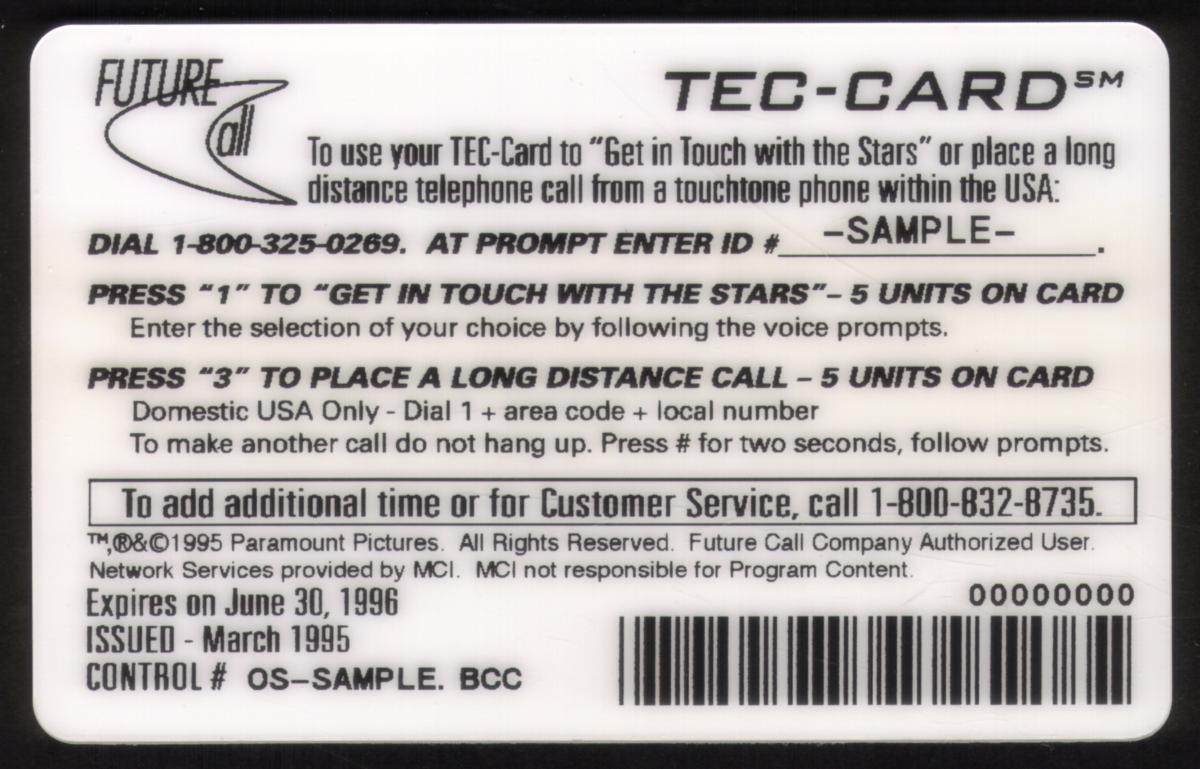 FUTURE
Call
TEC-CARD℠
To use your TEC-Card to "Get in Touch with the Stars" or place a long
distance telephone call from a touchtone phone within the USA:
DIAL 1-800-325-0269. AT PROMPT ENTER ID # -SAMPLE- .
PRESS "1" TO "GET IN TOUCH WITH THE STARS"- 5 UNITS ON CARD
Enter the selection of your choice by following the voice prompts.
PRESS "3" TO PLACE A LONG DISTANCE CALL - 5 UNITS ON CARD
Domestic USA Only - Dial 1 + area code + local number
To make another call do not hang up. Press # for two seconds, follow prompts.
To add additional time or for Customer Service, call 1-800-832-8735.
™,®&©1995 Paramount Pictures. All Rights Reserved. Future Call Company Authorized User.
Network Services provided by MCI. MCI not responsible for Program Content.
Expires on June 30, 1996
00000000
ISSUED - March 1995
CONTROL # OS-SAMPLE. BCC